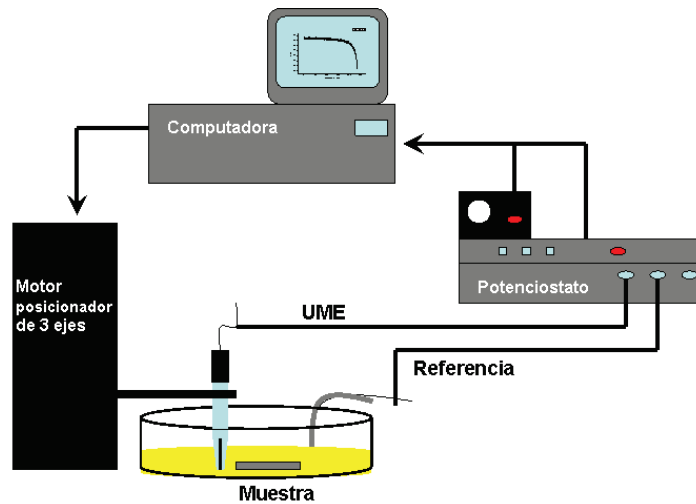 Computadora
Motor
posicionador
de 3 ejes
Potenciostato
UME
Referencia
Muestra